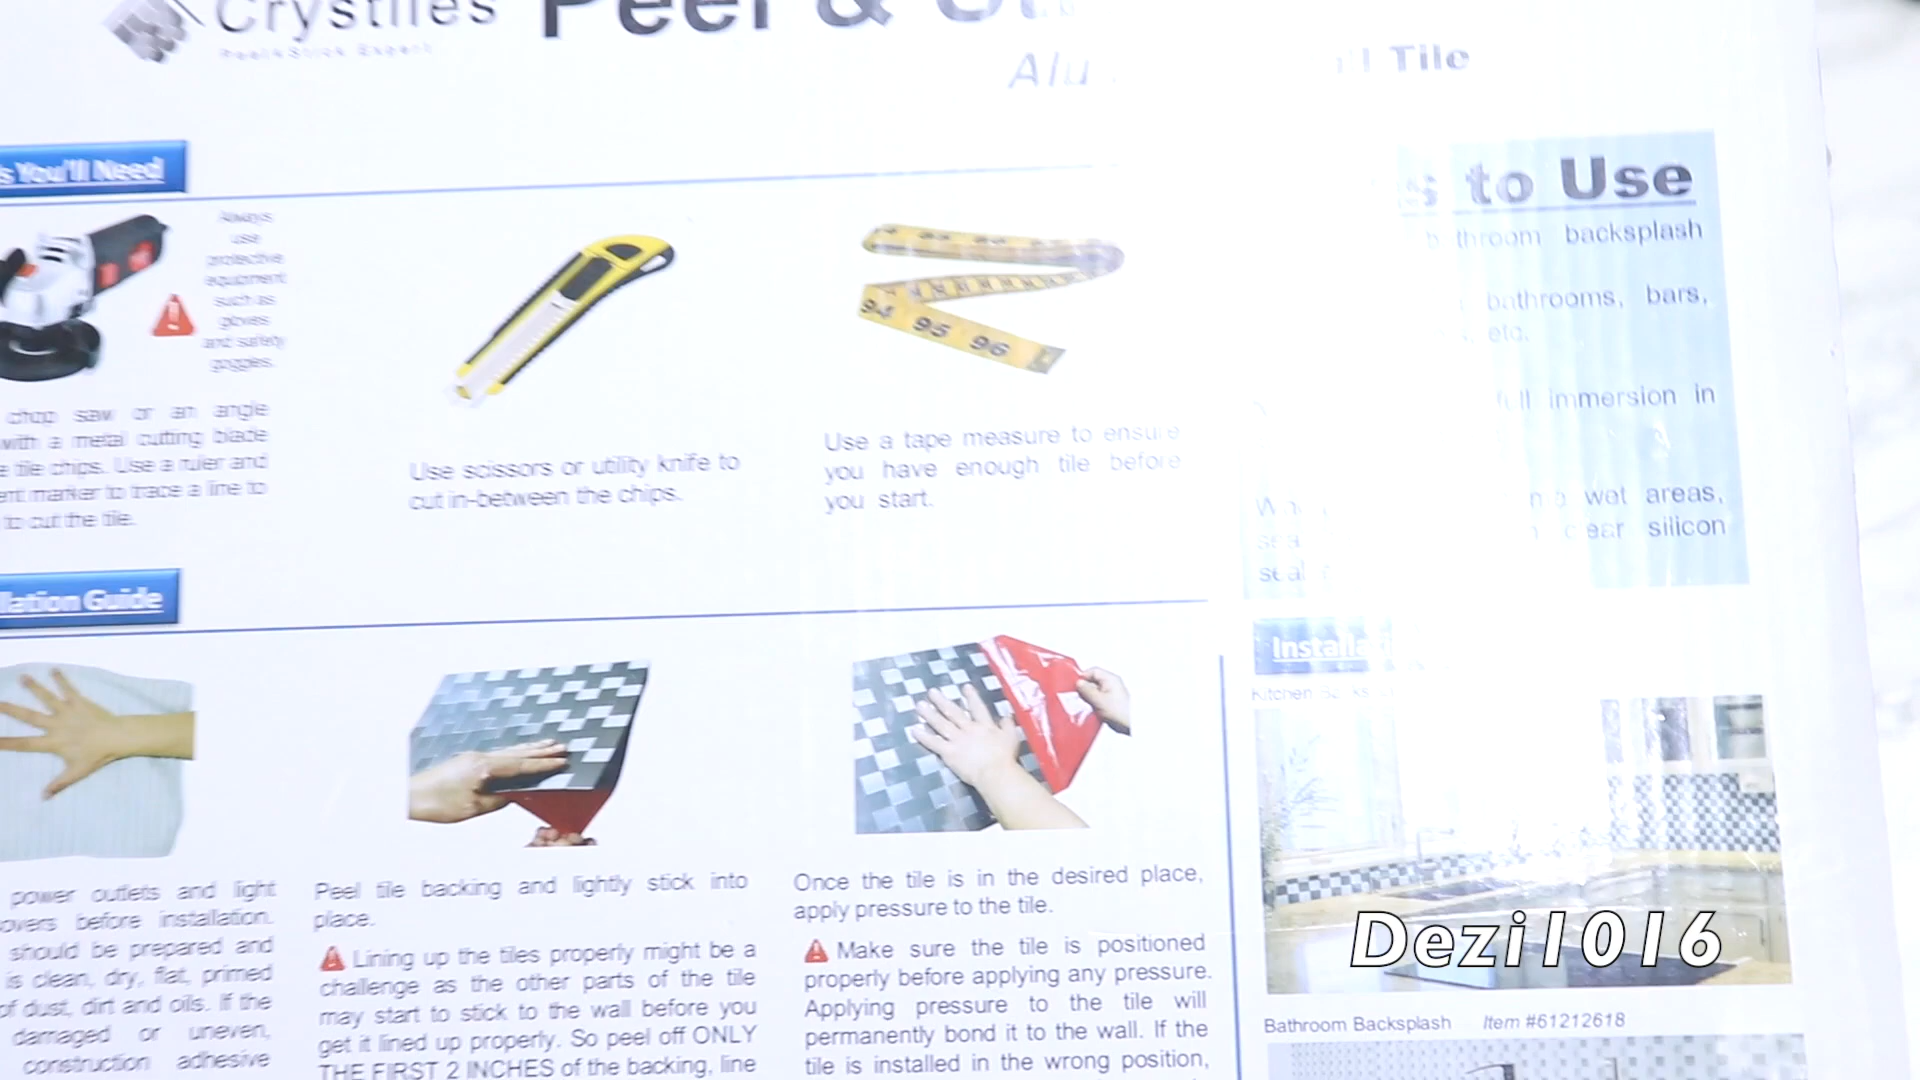 Crystiles
Peel &
Peel & Stick Expert
Tile
s You'll Need
Always
use
protective
equipment
such as
gloves
and safety
goggles.
chop saw or an angle
with a metal cutting blade
tile chips. Use a ruler and
marker to trace a line to
to cut the tile.
Use scissors or utility knife to
cut in-between the chips.
94 95 96
Use a tape measure to ensure
you have enough tile before
you start.
to Use
backsplash
bathrooms, bars,
etc.
immersion in
wet areas,
silicon
lation Guide
power outlets and light
before installation.
should be prepared and
is clean, dry, flat, primed
of dust, dirt and oils. If the
damaged or uneven,
construction adhesive
Peel tile backing and lightly stick into
place.
Lining up the tiles properly might be a
challenge as the other parts of the tile
may start to stick to the wall before you
get it lined up properly. So peel off ONLY
THE FIRST 2 INCHES of the backing, line
Once the tile is in the desired place,
apply pressure to the tile.
Make sure the tile is positioned
properly before applying any pressure.
Applying pressure to the tile will
permanently bond it to the wall. If the
tile is installed in the wrong position,
Kitchen
Dezi1016
Bathroom Backsplash Item #61212618